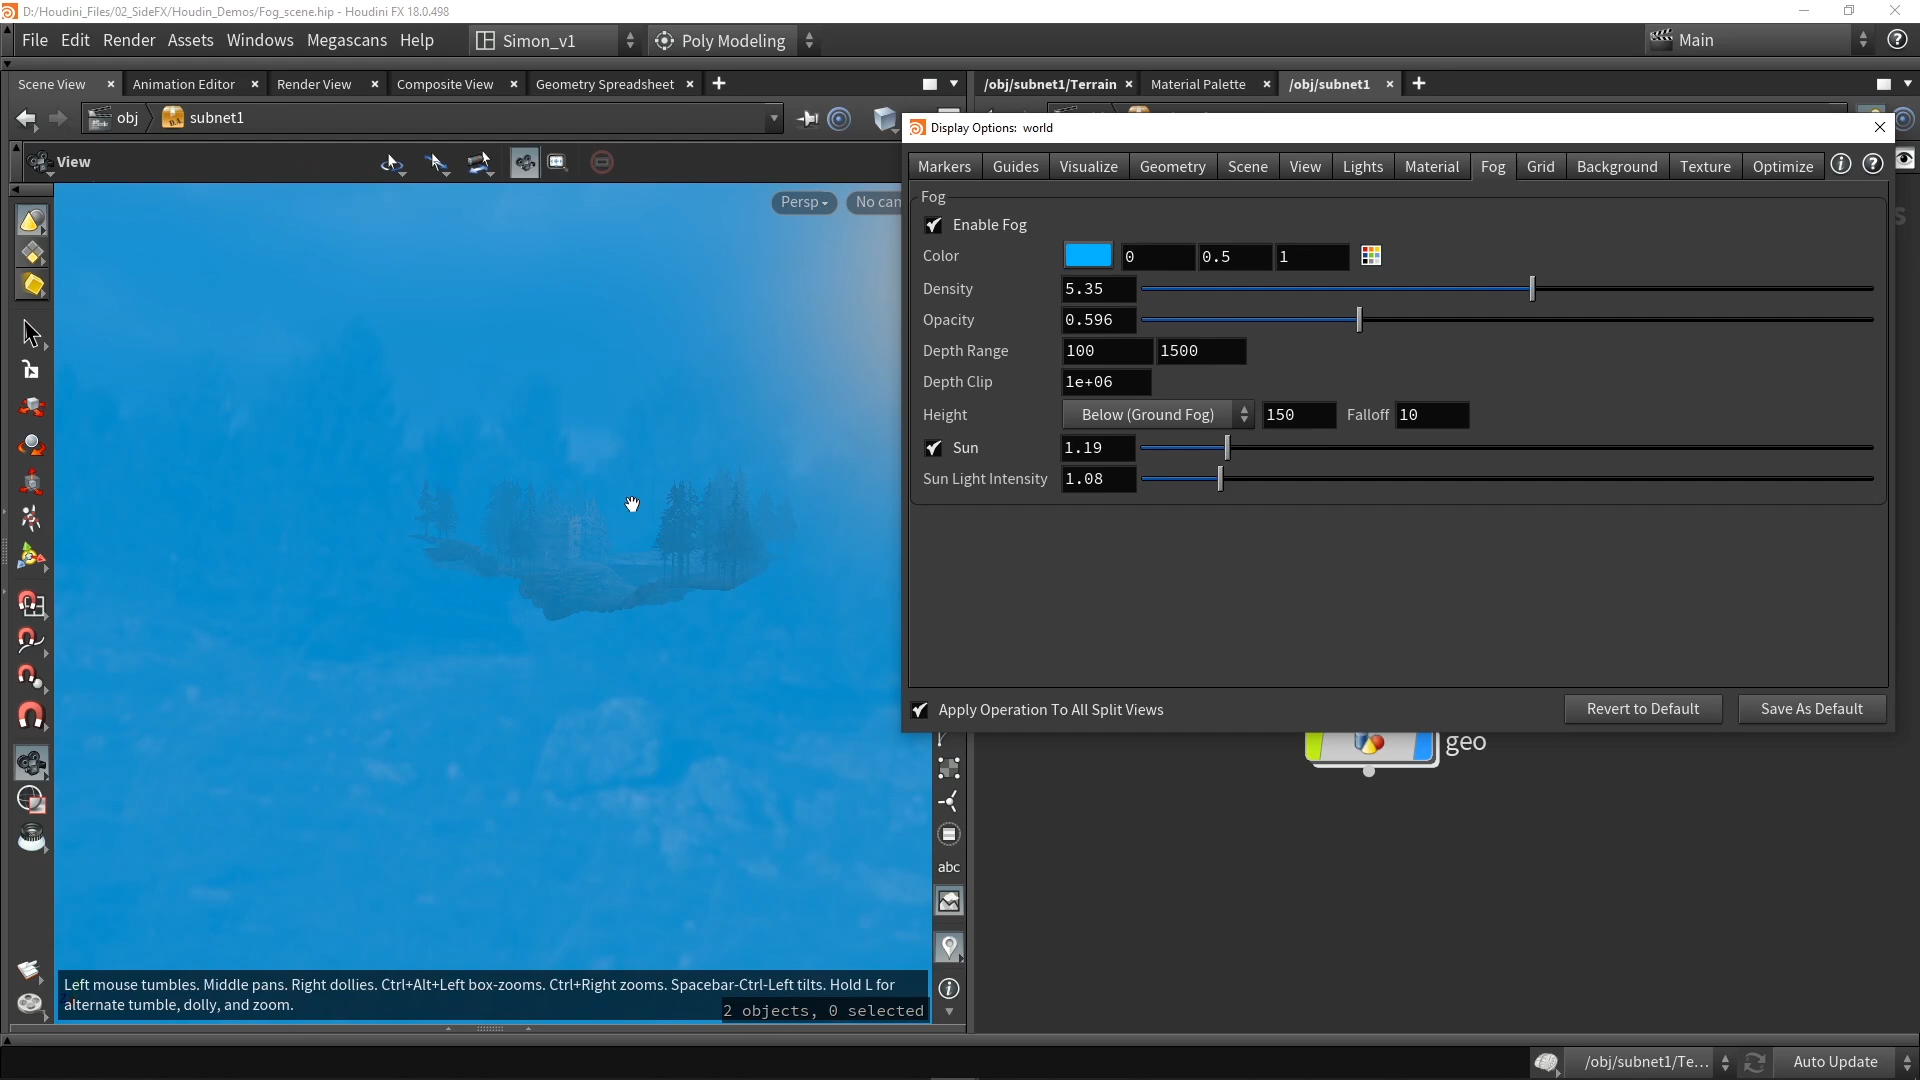 D:/Houdini_Files/02_SideFX/Houdin_Demos/Fog_scene.hip - Houdini FX 18.0.498
File Edit Render Assets Windows Megascans Help Simon_v1 Poly Modeling Main
Scene View Animation Editor Render View Composite View Geometry Spreadsheet /obj/subnet1/Terrain Material Palette /obj/subnet1
obj subnet1
Display Options: world
View
Markers Guides Visualize Geometry Scene View Lights Material Fog Grid Background Texture Optimize
Persp No can
Fog
Enable Fog
Color 0 0.5 1
Density 5.35
Opacity 0.596
Depth Range 100 1500
Depth Clip 1e+06
Height Below (Ground Fog) 150 Falloff 10
Sun 1.19
Sun Light Intensity 1.08
Apply Operation To All Split Views Revert to Default Save As Default
geo
abc
Left mouse tumbles. Middle pans. Right dollies. Ctrl+Alt+Left box-zooms. Ctrl+Right zooms. Spacebar-Ctrl-Left tilts. Hold L for
alternate tumble, dolly, and zoom.
2 objects, 0 selected
/obj/subnet1/Te... Auto Update